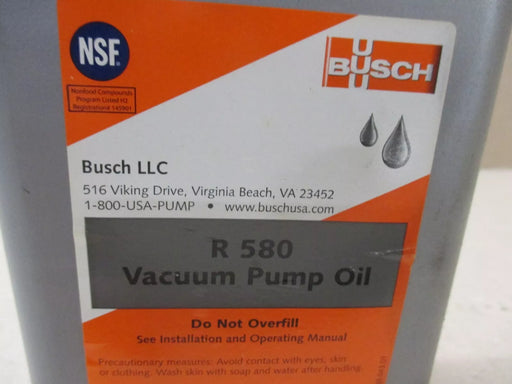 NSF.
Nonfood Compounds
Program Listed H2
Registration# 145901
BUSCH
Busch LLC
516 Viking Drive, Virginia Beach, VA 23452
1-800-USA-PUMP • www.buschusa.com
R 580
Vacuum Pump Oil
Do Not Overfill
See Installation and Operating Manual
Precautionary measures: Avoid contact with eyes, skin
or clothing. Wash skin with soap and water after handling.